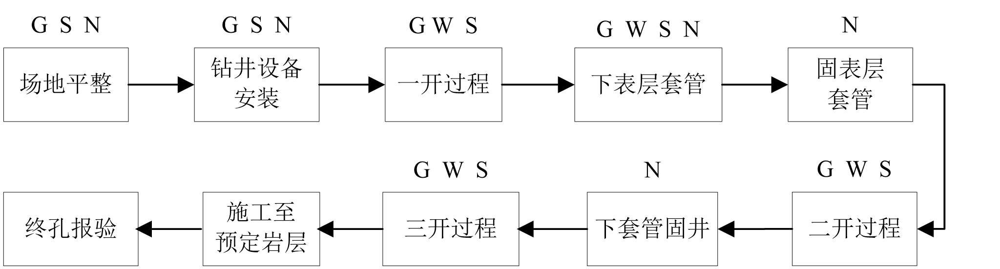 G S N
G S N
G W S
G W S N
N
场地平整
钻井设备
安装
一开过程
下表层套管
固表层
套管
G W S
N
G W S
终孔报验
施工至
预定岩层
三开过程
下套管固井
二开过程